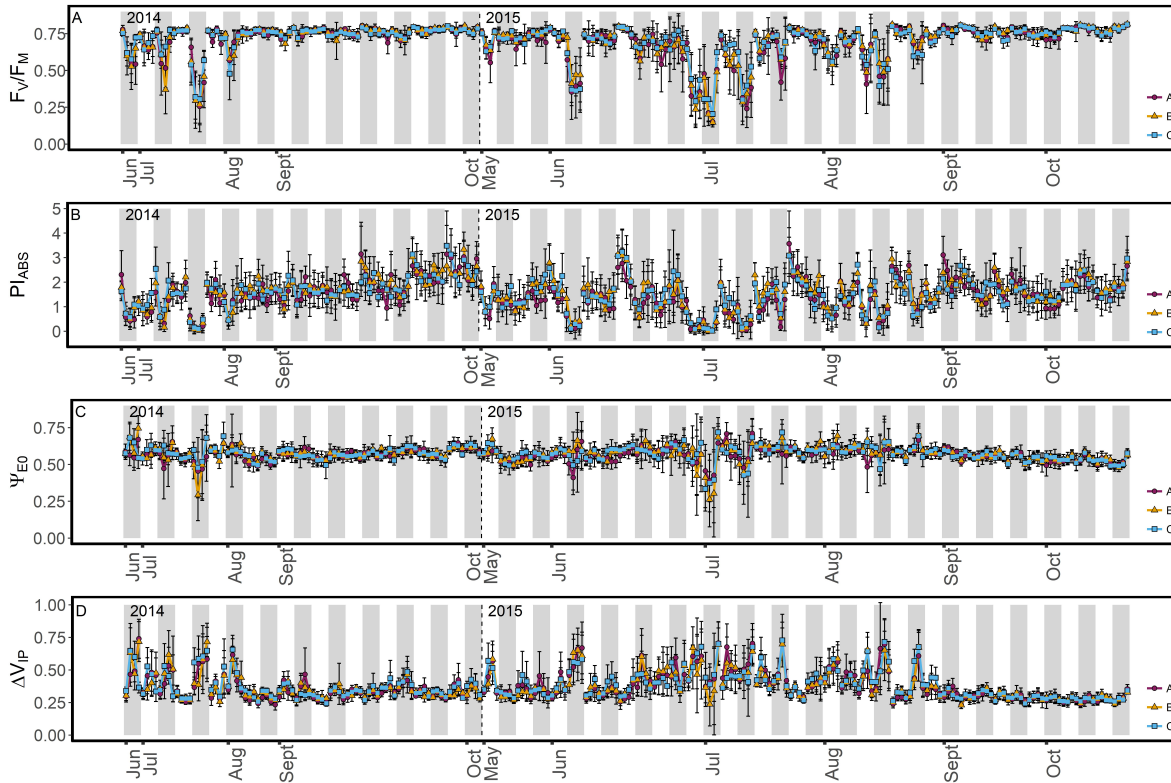 A 2014 2015
F_V/F_M
0.75
0.50
0.25
0.00
Jun Jul Aug Sept Oct May Jun Jul Aug Oct
A
B
C
B 2014 2015
PI_ABS
5
4
3
2
1
0
Jun Jul Aug Sept Oct May Jun Jul Aug Sept Oct
A
B
C
C 2014 2015
Ψ_E0
0.75
0.50
0.25
0.00
Jun Jul Aug Sept Oct May Jun Jul Aug Sept Oct
A
B
C
D 2014 2015
ΔV_IP
1.00
0.75
0.50
0.25
0.00
Jun Jul Aug Sept Oct May Jun Jul Aug Sept Oct
A
B
C